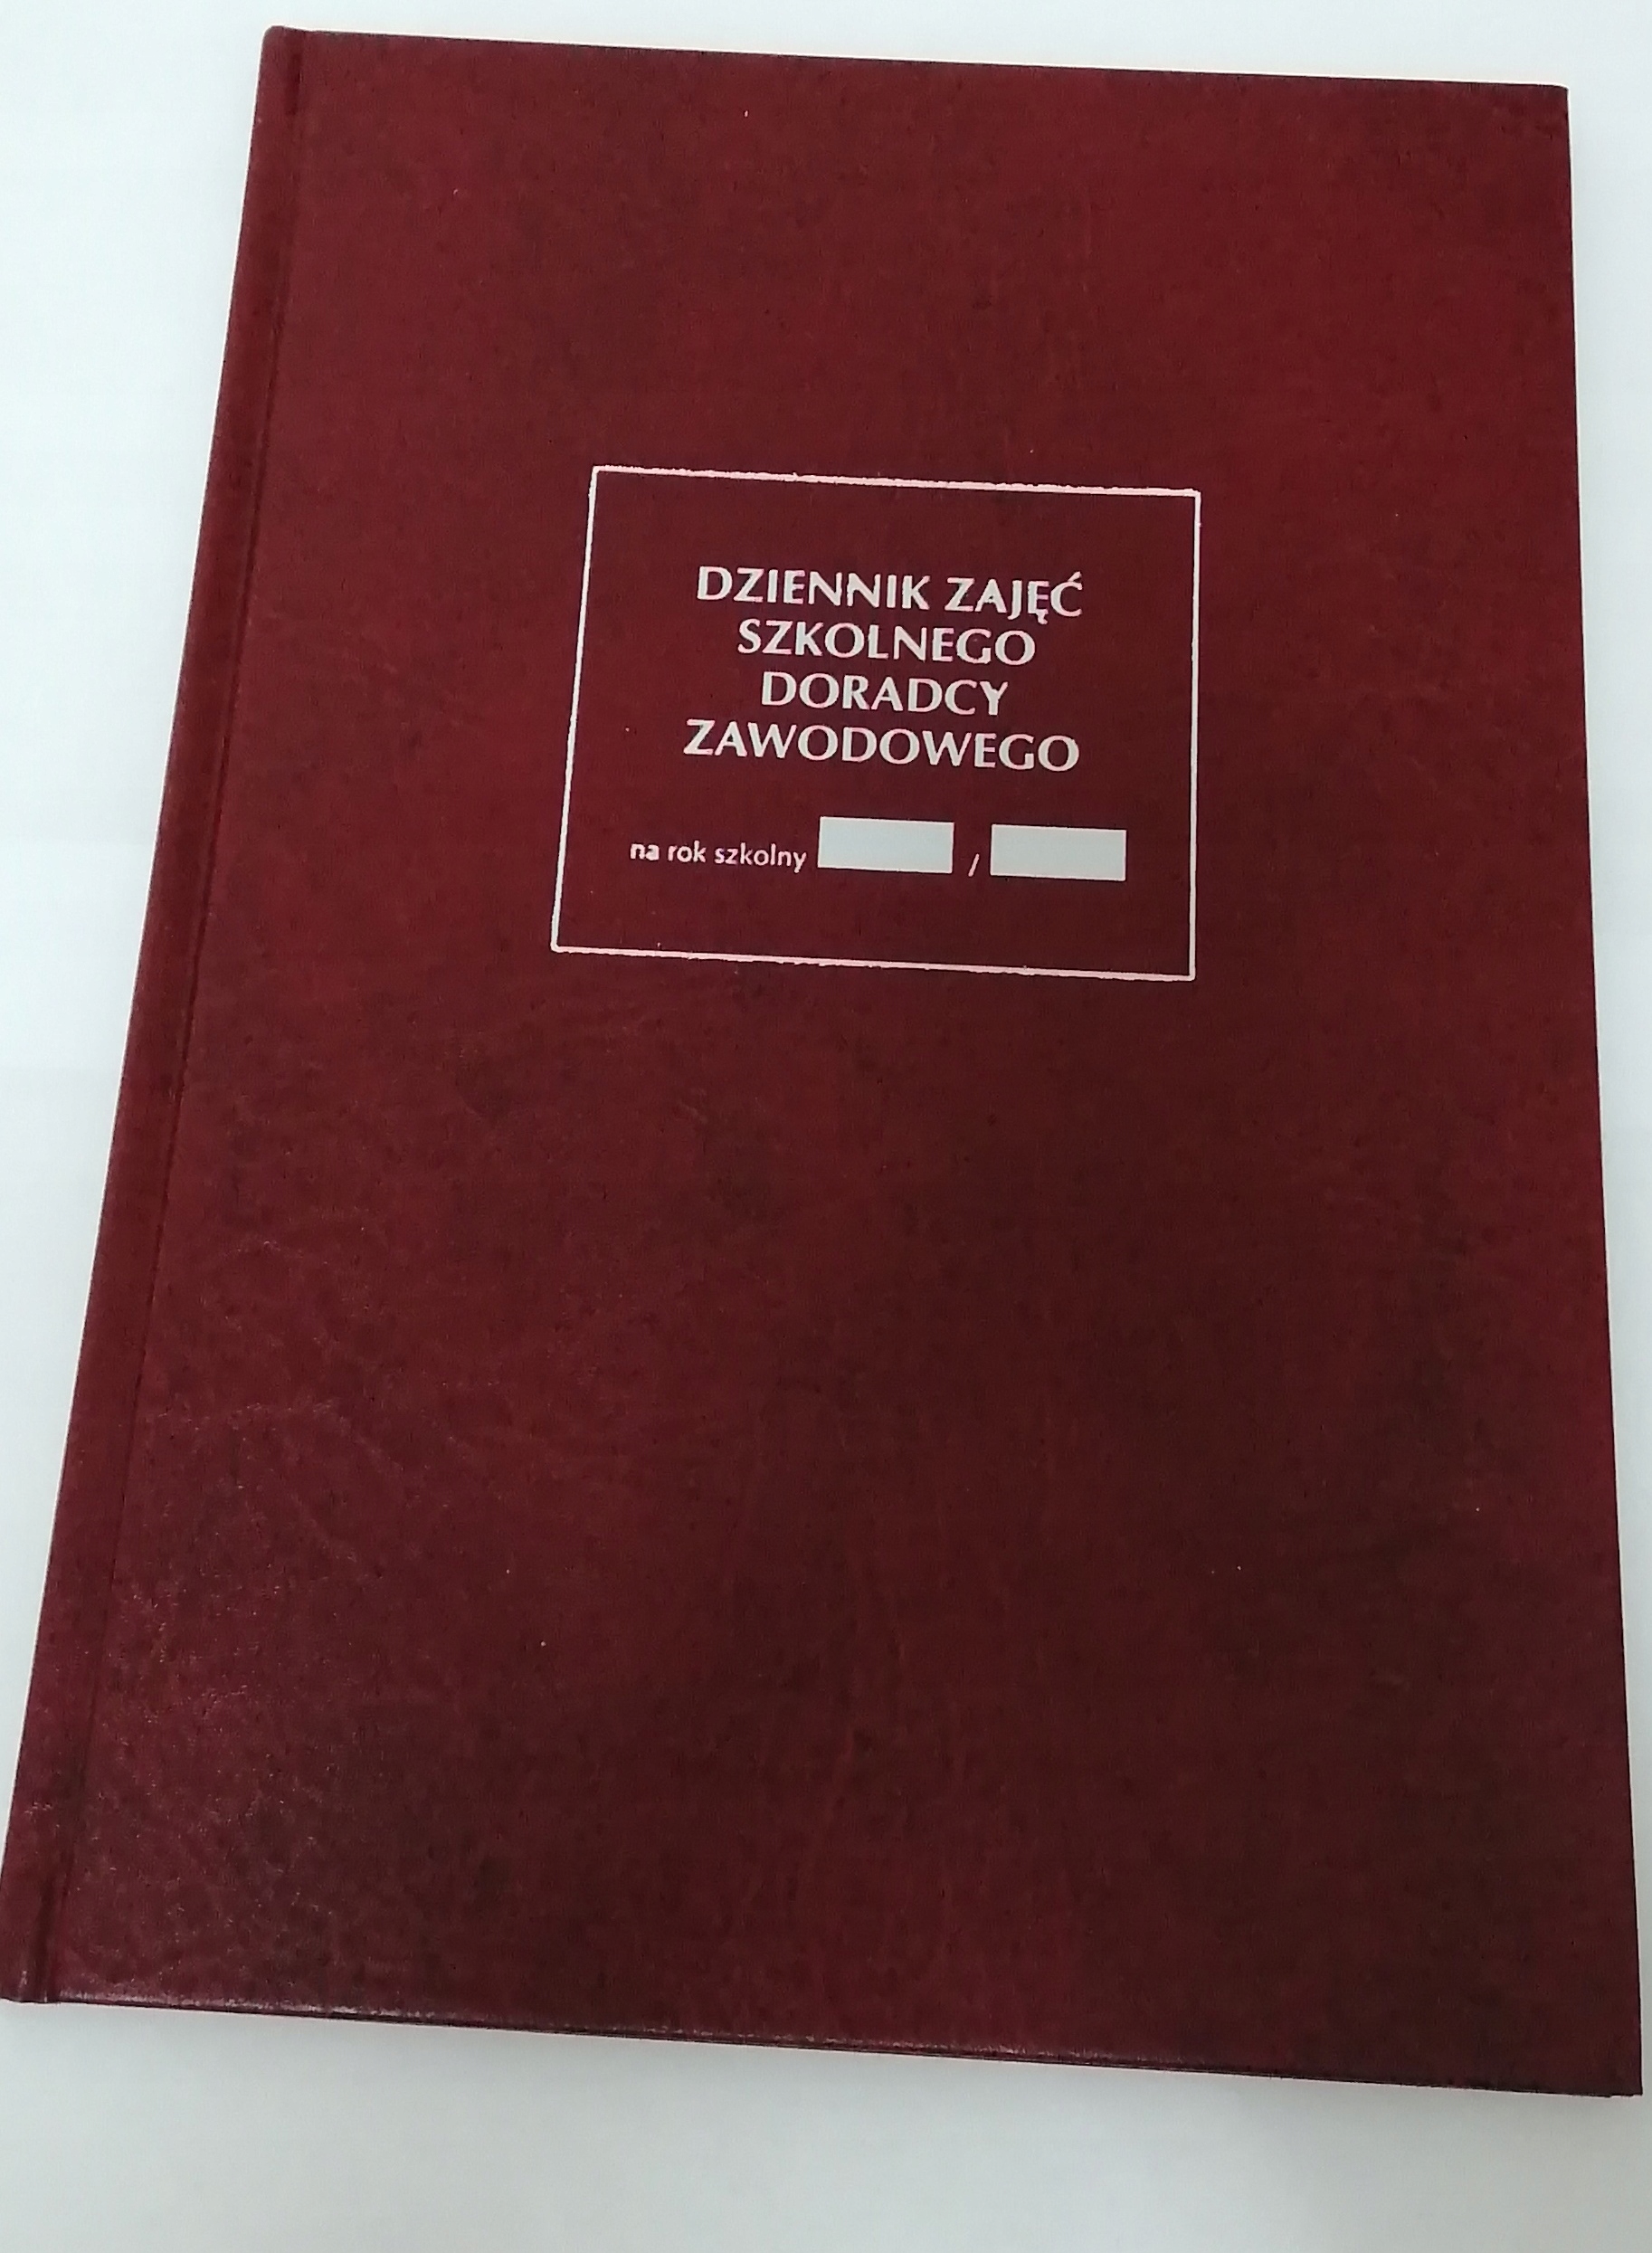 DZIENNIK ZAJĘĆ
SZKOLNEGO
DORADCY
ZAWODOWEGO
na rok szkolny /